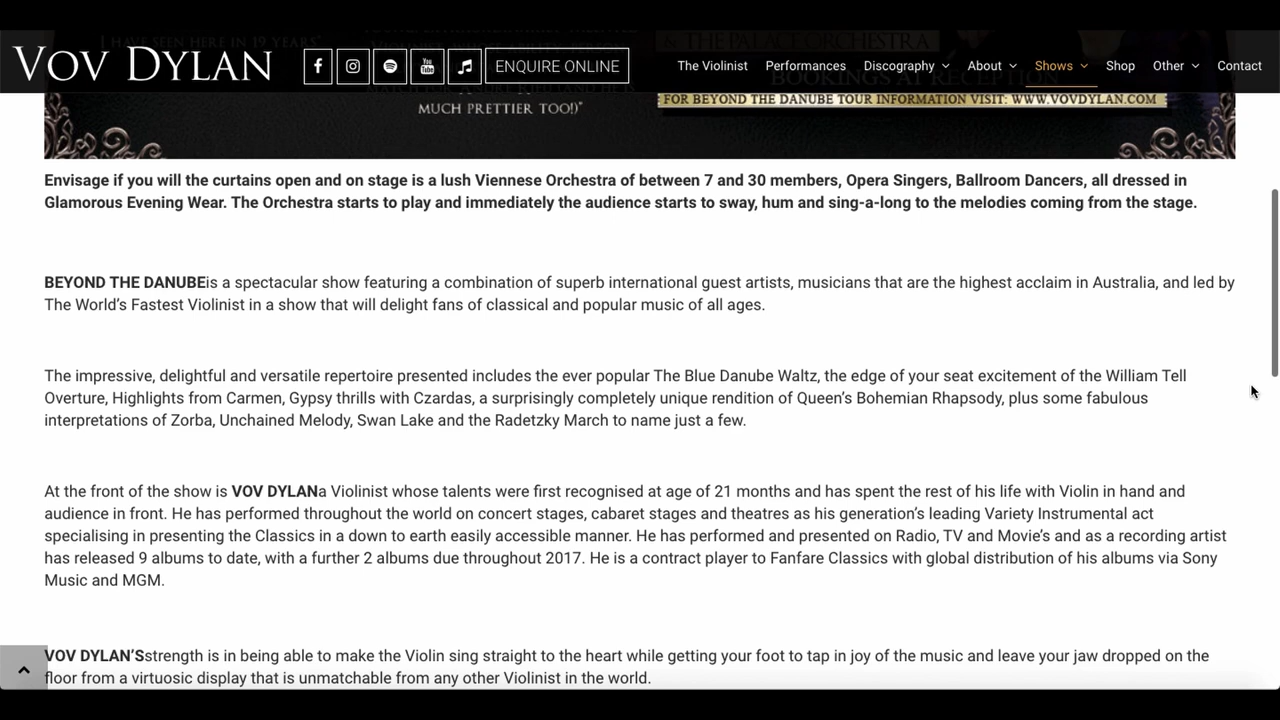 I HAVE SEEN HERE IN 19 YEARS"
& THE PALACE ORCHESTRA
VOV DYLAN
ENQUIRE ONLINE
The Violinist
Performances
Discography
About
Shows
Shop
Other
Contact
BOOKINGS AT RECEPTION
MUCH PRETTIER TOO!)"
FOR BEYOND THE DANUBE TOUR INFORMATION VISIT: WWW.VOVDYLAN.COM
Envisage if you will the curtains open and on stage is a lush Viennese Orchestra of between 7 and 30 members, Opera Singers, Ballroom Dancers, all dressed in
Glamorous Evening Wear. The Orchestra starts to play and immediately the audience starts to sway, hum and sing-a-long to the melodies coming from the stage.
BEYOND THE DANUBEis a spectacular show featuring a combination of superb international guest artists, musicians that are the highest acclaim in Australia, and led by
The World’s Fastest Violinist in a show that will delight fans of classical and popular music of all ages.
The impressive, delightful and versatile repertoire presented includes the ever popular The Blue Danube Waltz, the edge of your seat excitement of the William Tell
Overture, Highlights from Carmen, Gypsy thrills with Czardas, a surprisingly completely unique rendition of Queen’s Bohemian Rhapsody, plus some fabulous
interpretations of Zorba, Unchained Melody, Swan Lake and the Radetzky March to name just a few.
At the front of the show is VOV DYLANa Violinist whose talents were first recognised at age of 21 months and has spent the rest of his life with Violin in hand and
audience in front. He has performed throughout the world on concert stages, cabaret stages and theatres as his generation’s leading Variety Instrumental act
specialising in presenting the Classics in a down to earth easily accessible manner. He has performed and presented on Radio, TV and Movie’s and as a recording artist
has released 9 albums to date, with a further 2 albums due throughout 2017. He is a contract player to Fanfare Classics with global distribution of his albums via Sony
Music and MGM.
VOV DYLAN’Sstrength is in being able to make the Violin sing straight to the heart while getting your foot to tap in joy of the music and leave your jaw dropped on the
floor from a virtuosic display that is unmatchable from any other Violinist in the world.